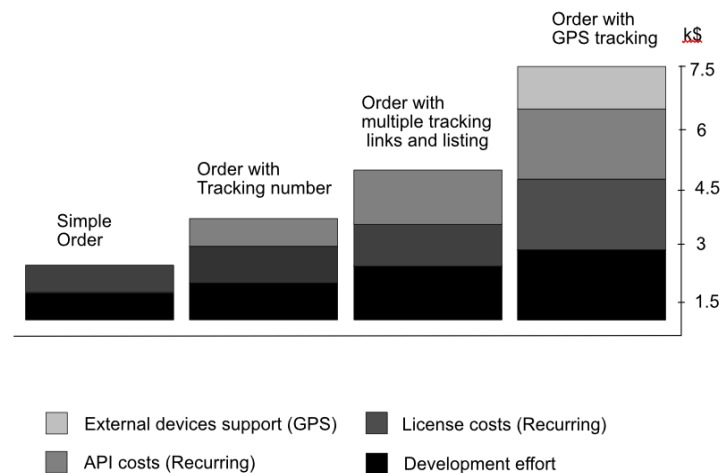 Order with
GPS tracking
k$
7.5
Order with
multiple tracking
links and listing
6
Order with
Tracking number
4.5
Simple
Order
3
1.5
External devices support (GPS)
License costs (Recurring)
API costs (Recurring)
Development effort